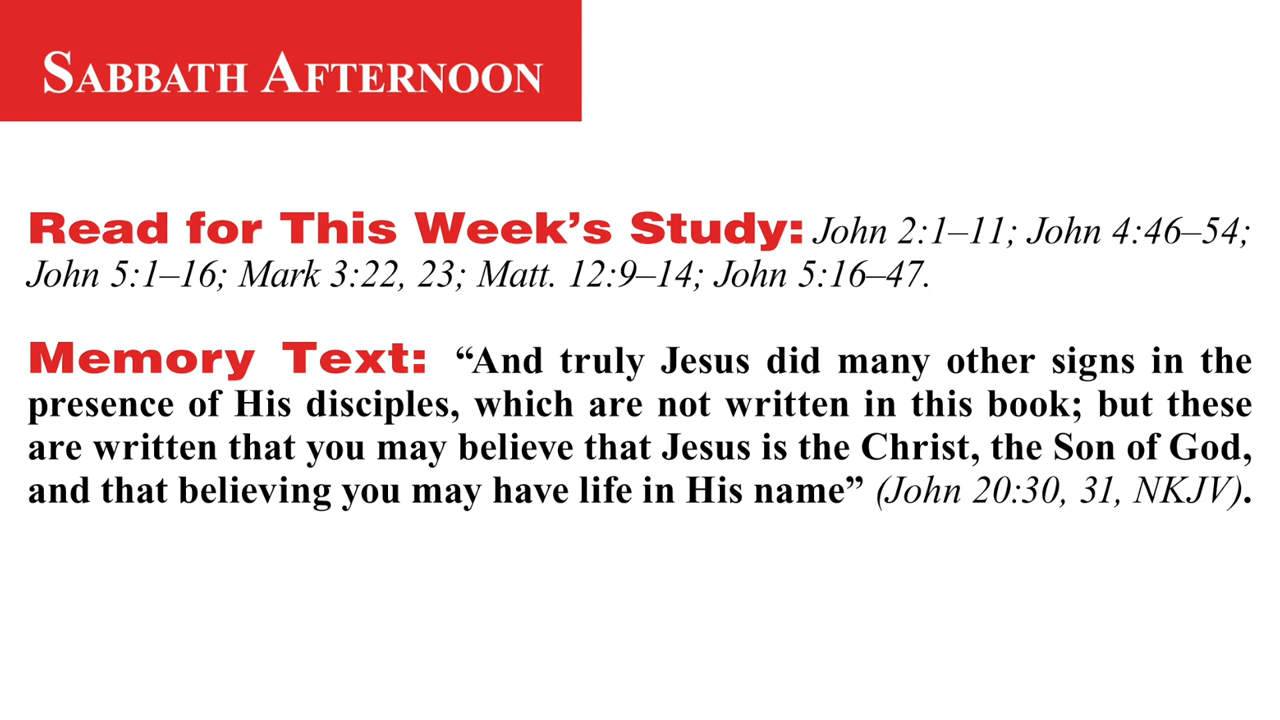 SABBATH AFTERNOON
Read for This Week’s Study: John 2:1–11; John 4:46–54;
John 5:1–16; Mark 3:22, 23; Matt. 12:9–14; John 5:16–47.
Memory Text: “And truly Jesus did many other signs in the
presence of His disciples, which are not written in this book; but these
are written that you may believe that Jesus is the Christ, the Son of God,
and that believing you may have life in His name” (John 20:30, 31, NKJV).